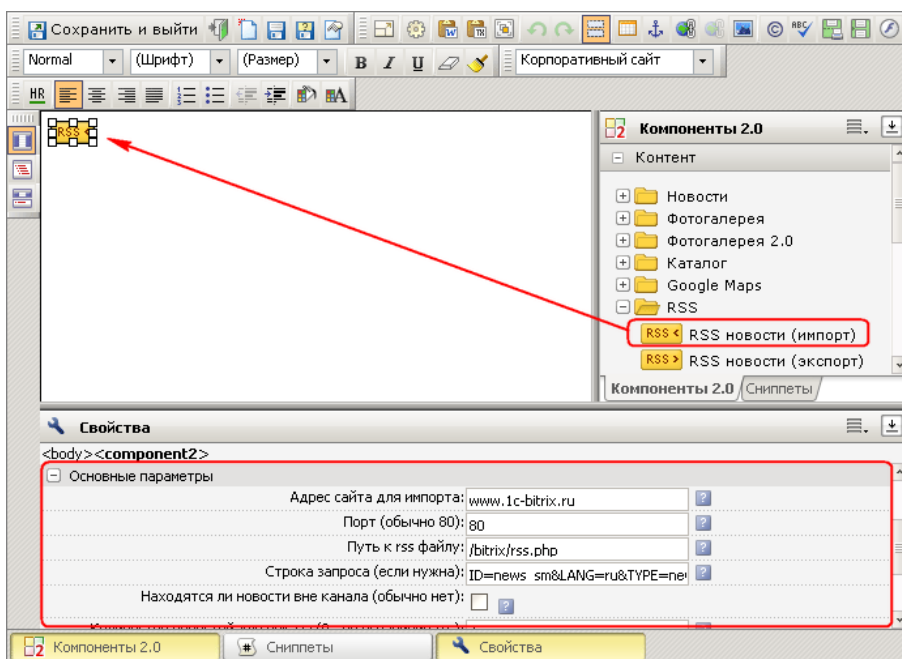 Сохранить и выйти
Normal (Шрифт) (Размер) B I U Корпоративный сайт
HR
RSS
Компоненты 2.0
Контент
Новости
Фотогалерея
Фотогалерея 2.0
Каталог
Google Maps
RSS
RSS < RSS новости (импорт)
RSS > RSS новости (экспорт)
Компоненты 2.0 Сниппеты
Свойства
<body><component2>
Основные параметры
Адрес сайта для импорта: www.1c-bitrix.ru
Порт (обычно 80): 80
Путь к rss файлу: /bitrix/rss.php
Строка запроса (если нужна): ID=news_sm&LANG=ru&TYPE=ne
Находятся ли новости вне канала (обычно нет):
Компоненты 2.0 Сниппеты Свойства